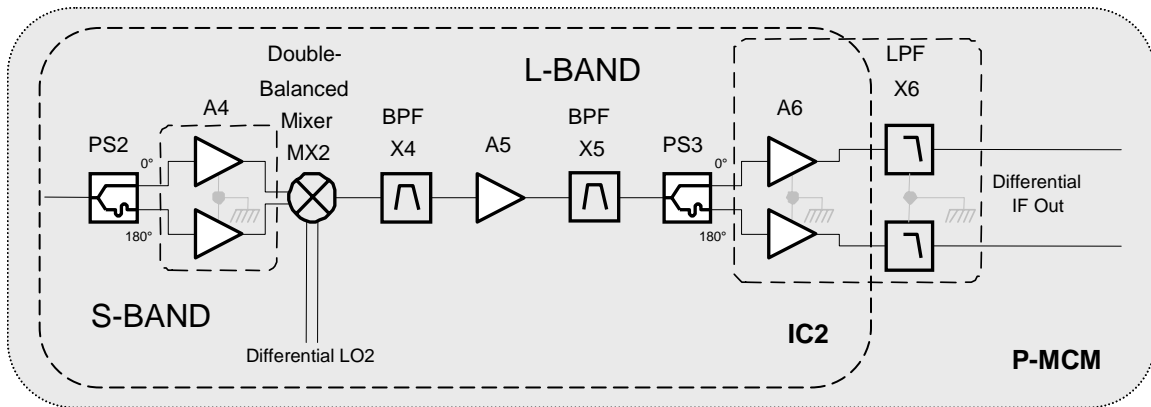 Double-
Balanced
Mixer
MX2
L-BAND
LPF
X6
A4
BPF
X4
A5
BPF
X5
A6
PS2
0°
180°
PS3
0°
180°
Differential
IF Out
S-BAND
Differential LO2
IC2
P-MCM